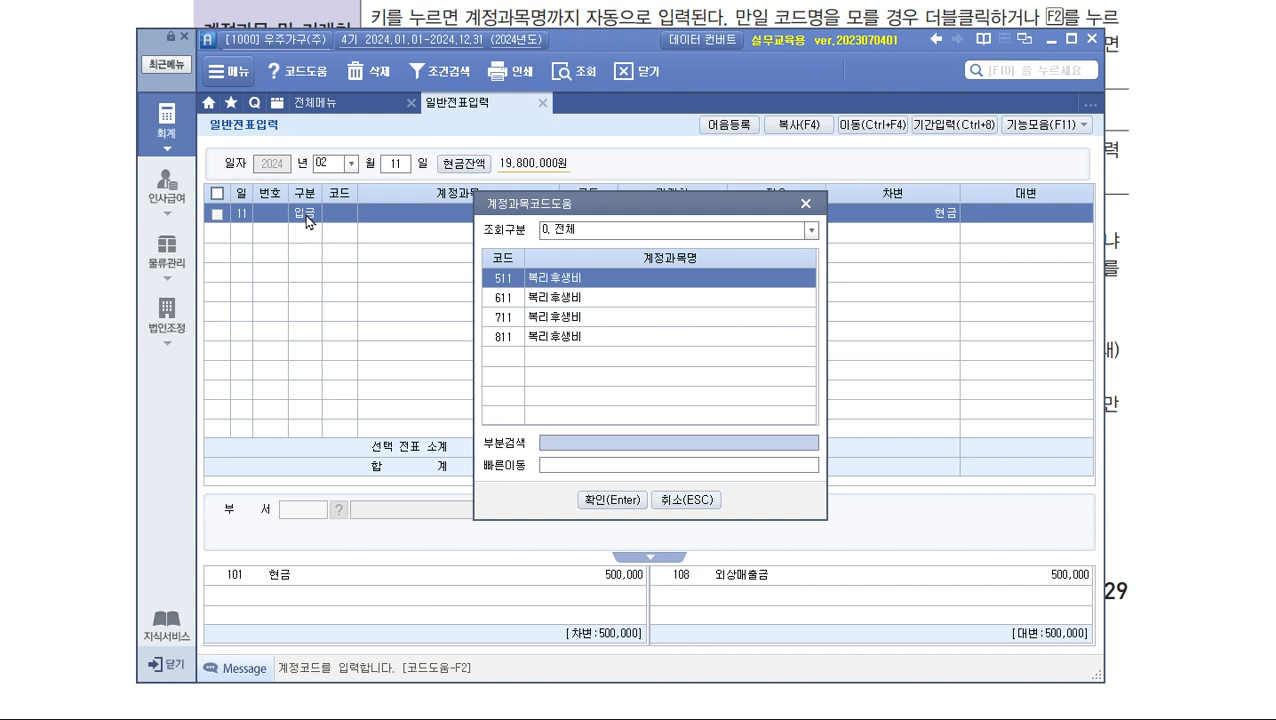 키를 누르면 계정과목명까지 자동으로 입력된다. 만일 코드명을 모를 경우 더블클릭하거나 F2를 누르
면
[1000] 우주가구(주) 4기 2024.01.01-2024.12.31 (2024년도) 데이터 컨버트 실무교육용 ver.2023070401
최근메뉴 메뉴 ? 코드도움 삭제 조건검색 인쇄 조회 닫기 [F10] 을 누르세요
전체메뉴 일반전표입력 ...
회계 일반전표입력 어음등록 복사(F4) 이동(Ctrl+F4) 기간입력(Ctrl+8) 기능모음(F11)
력
일자 2024 년 02 월 11 일 현금잔액 19,800,000원
인사급여
일 번호 구분 코드 계정과목 차변 대변
11 입금 현금
계정과목코드도움
조회구분 0. 전체
냐
를
물류관리
코드 계정과목명
511 복리후생비
611 복리후생비
711 복리후생비
811 복리후생비
법인조정
만
부분검색
빠른이동
확인(Enter) 취소(ESC)
선택 전표 소계
합 계
부 서 ?
101 현금 500,000 108 외상매출금 500,000
29
[차변:500,000] [대변:500,000]
지식서비스
닫기 Message 계정코드를 입력합니다. [코드도움-F2]